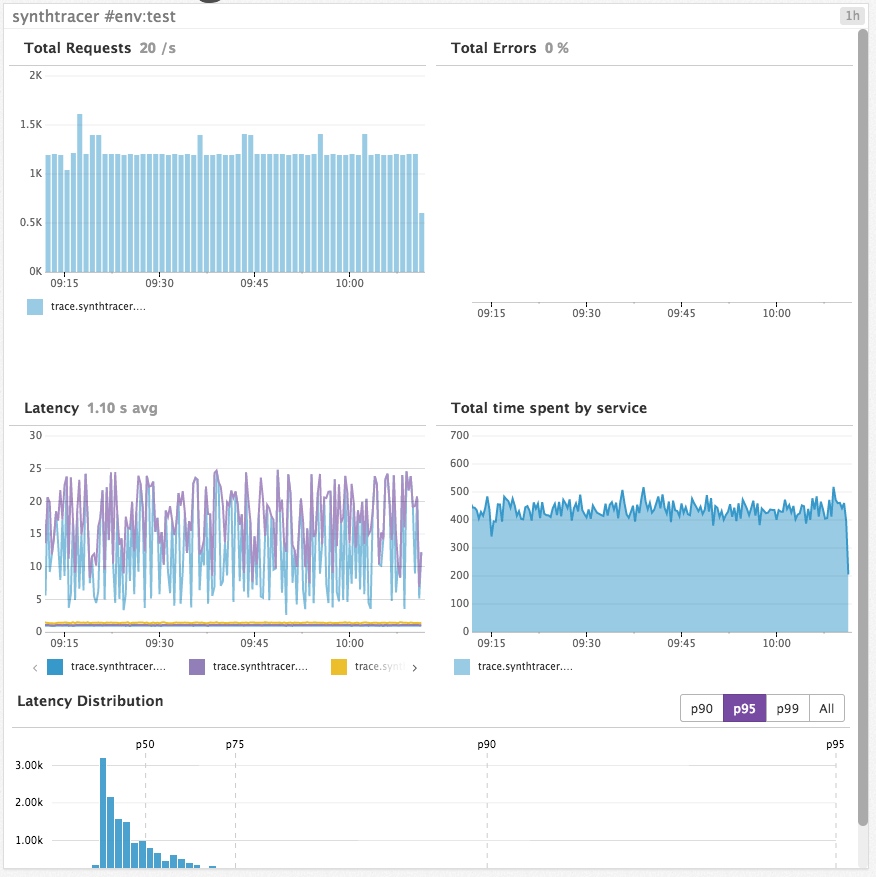 synthtracer #env:test
1h
Total Requests 20 /s
2K
1.5K
1K
0.5K
0K
09:15 09:30 09:45 10:00
trace.synthtracer....
Total Errors 0 %
09:15 09:30 09:45 10:00
Latency 1.10 s avg
30
25
20
15
10
5
0
09:15 09:30 09:45 10:00
‹ trace.synthtracer.... trace.synthtracer.... trace.synth ›
Total time spent by service
700
600
500
400
300
200
100
0
09:15 09:30 09:45 10:00
trace.synthtracer....
Latency Distribution
p90 p95 p99 All
p50 p75 p90 p95
3.00k
2.00k
1.00k